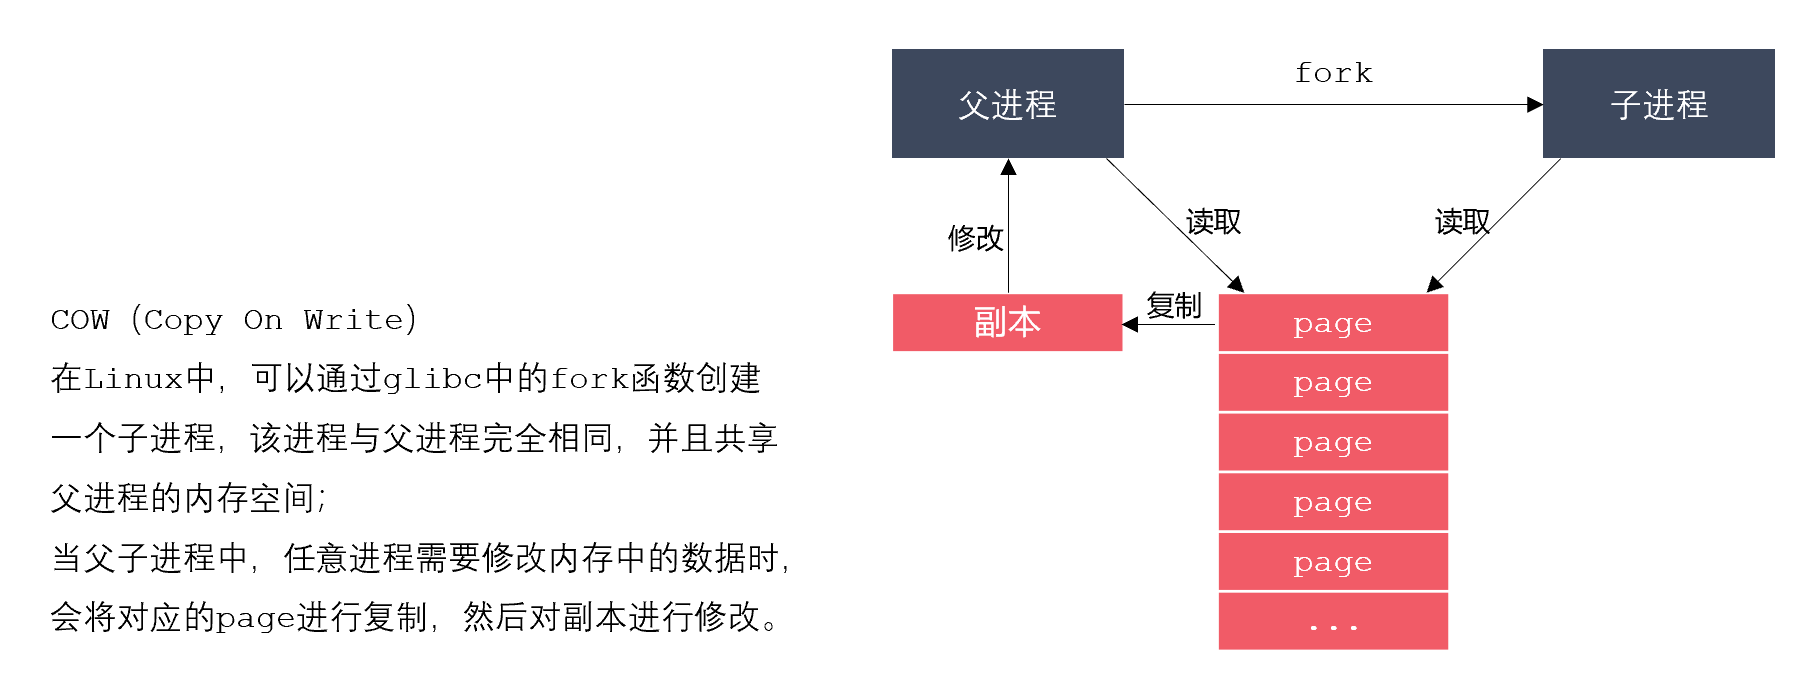 COW（Copy On Write）
在Linux中，可以通过glibc中的fork函数创建
一个子进程，该进程与父进程完全相同，并且共享
父进程的内存空间；
当父子进程中，任意进程需要修改内存中的数据时，
会将对应的page进行复制，然后对副本进行修改。
fork
父进程
子进程
读取
读取
修改
复制
副本
page
page
page
page
page
...